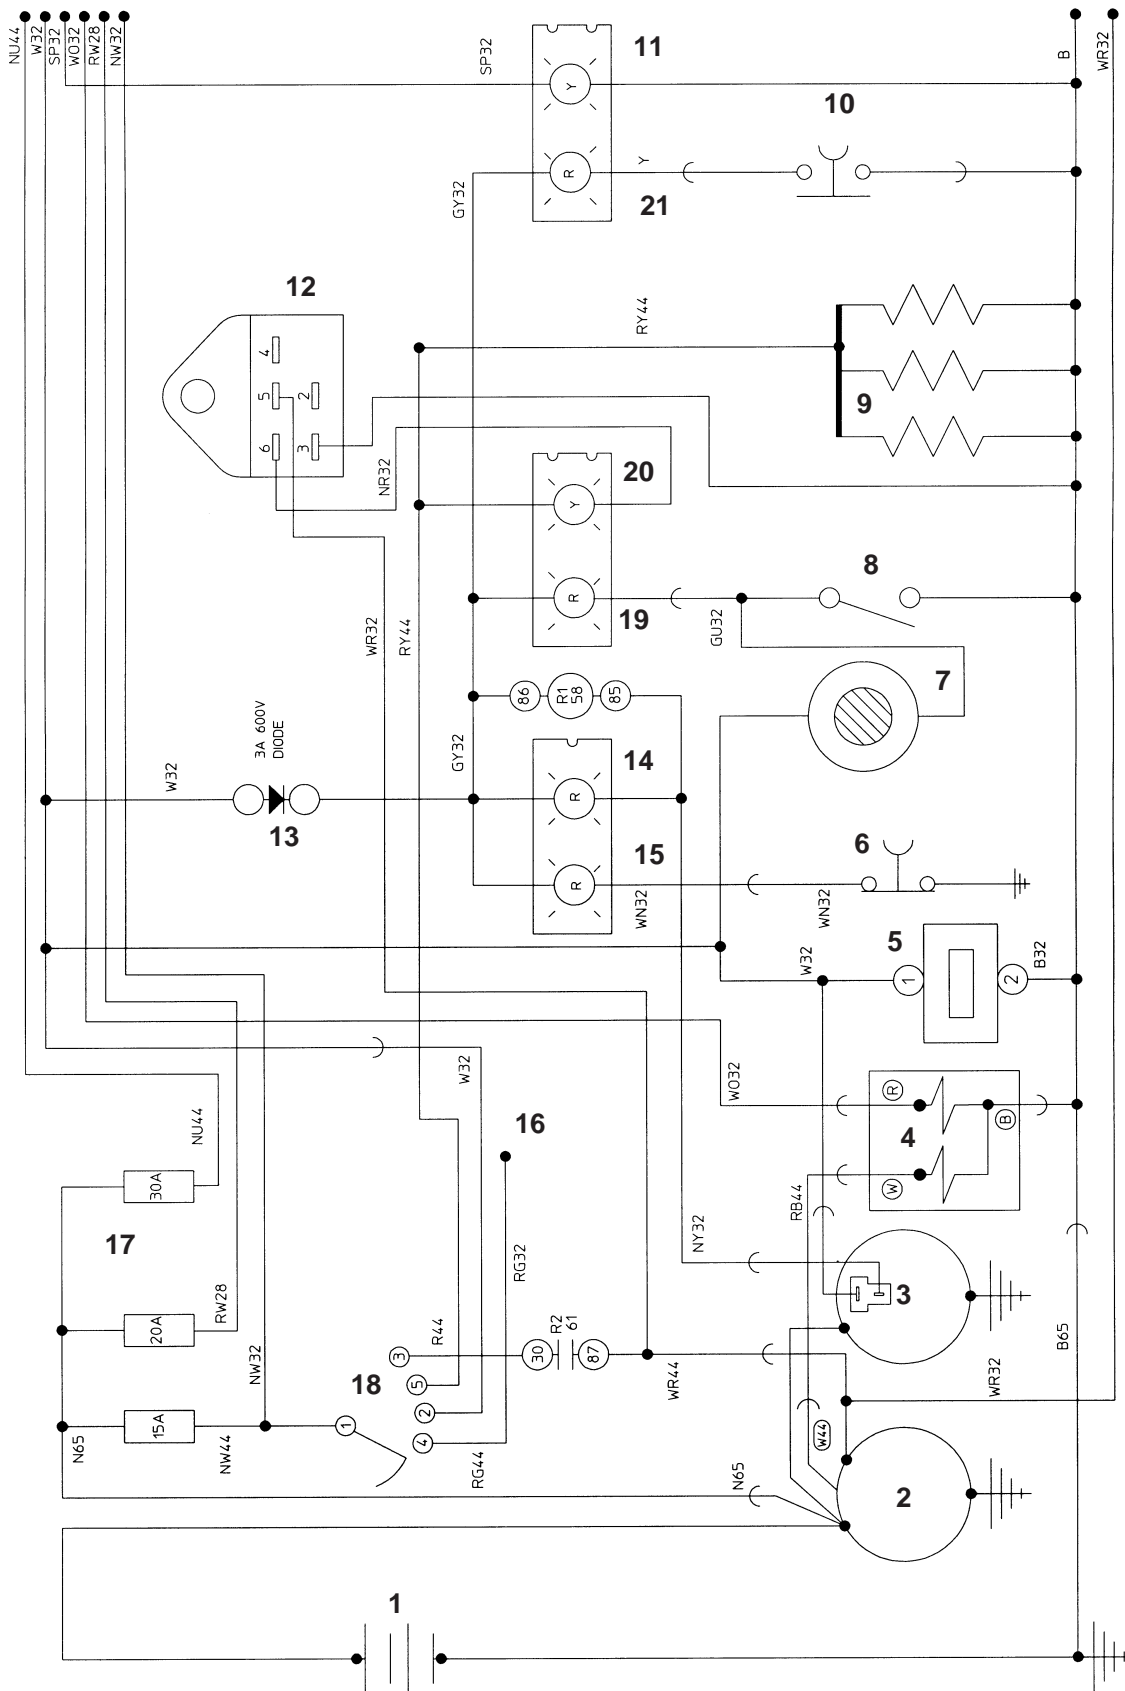 NU44
W32
SP32
WO32
RW28
NW32
SP32
11
B
WR32
Y
10
R
Y
GY32
21
12
RY44
4
5
2
6
3
9
NR32
20
Y
8
R
19
GU32
WR32
RY44
7
86
R1
58
85
3A 600V
DIODE
GY32
14
W32
R
13
15
6
R
WN32
WN32
5
W32
1
2
B32
W32
WO32
R
4
B
16
NU44
30A
W
RB44
17
NY32
RG32
3
RW28
20A
R44
R2
61
3
30
87
B65
NW32
18
5
WR44
WR32
2
15A
1
4
W44
N65
NW44
RG44
N65
2
1